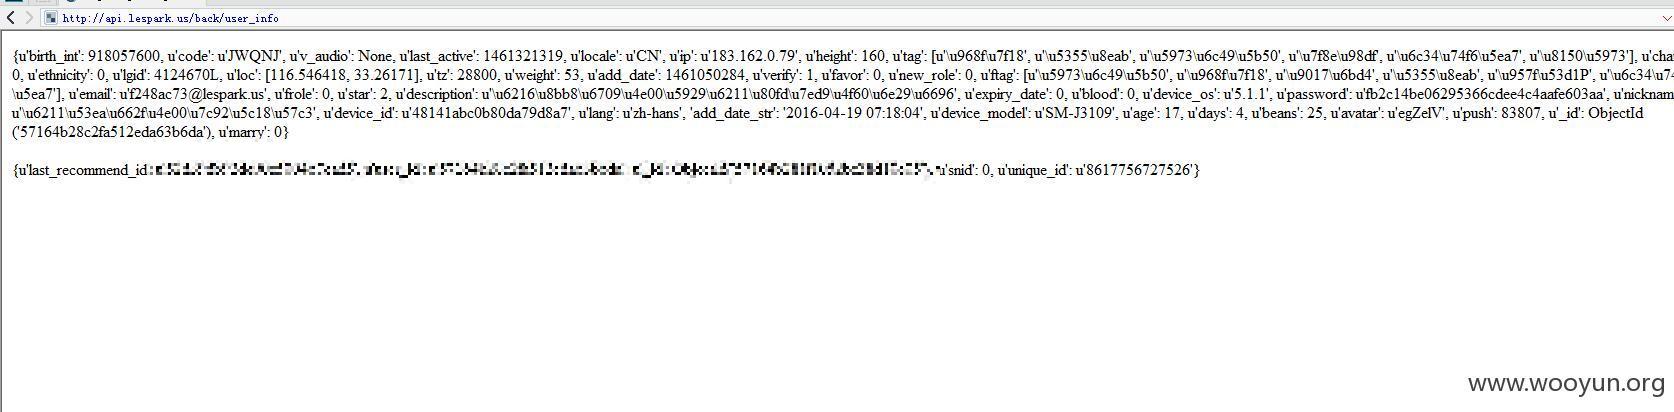 http://api.lespark.us/back/user_info
{u'birth_int': 918057600, u'code': u'JWQNJ', u'v_audio': None, u'last_active': 1461321319, u'locale': u'CN', u'ip': u'183.162.0.79', u'height': 160, u'tag': [u'\u968f\u7f18', u'\u5355\u8eab', u'\u5973\u6c49\u5b50', u'\u7f8e\u98df', u'\u6c34\u74f6\u5ea7', u'\u8150\u5973'], u'cha
0, u'ethnicity': 0, u'lgid': 4124670L, u'loc': [116.546418, 33.26171], u'tz': 28800, u'weight': 53, u'add_date': 1461050284, u'verify': 1, u'favor': 0, u'new_role': 0, u'ftag': [u'\u5973\u6c49\u5b50', u'\u968f\u7f18', u'\u9017\u6bd4', u'\u5355\u8eab', u'\u957f\u53d1P', u'\u6c34\u74
\u5ea7'], u'email': u'f248ac73@lespark.us', u'frole': 0, u'star': 2, u'description': u'\u6216\u8bb8\u6709\u4e00\u5929\u6211\u80fd\u7ed9\u4f60\u6e29\u6696', u'expiry_date': 0, u'blood': 0, u'device_os': u'5.1.1', u'password': u'fb2c14be06295366cdee4c4aafe603aa', u'nicknam
u'\u6211\u53ea\u662f\u4e00\u7c92\u5c18\u57c3', u'device_id': u'48141abc0b80da79d8a7', u'lang': u'zh-hans', 'add_date_str': '2016-04-19 07:18:04', u'device_model': u'SM-J3109', u'age': 17, u'days': 4, u'beans': 25, u'avatar': u'egZelV', u'push': 83807, u'_id': ObjectId
('57164b28c2fa512eda63b6da'), u'marry': 0}
{u'last_recommend_id: u'snid': 0, u'unique_id': u'8617756727526'}
www.wooyun.org